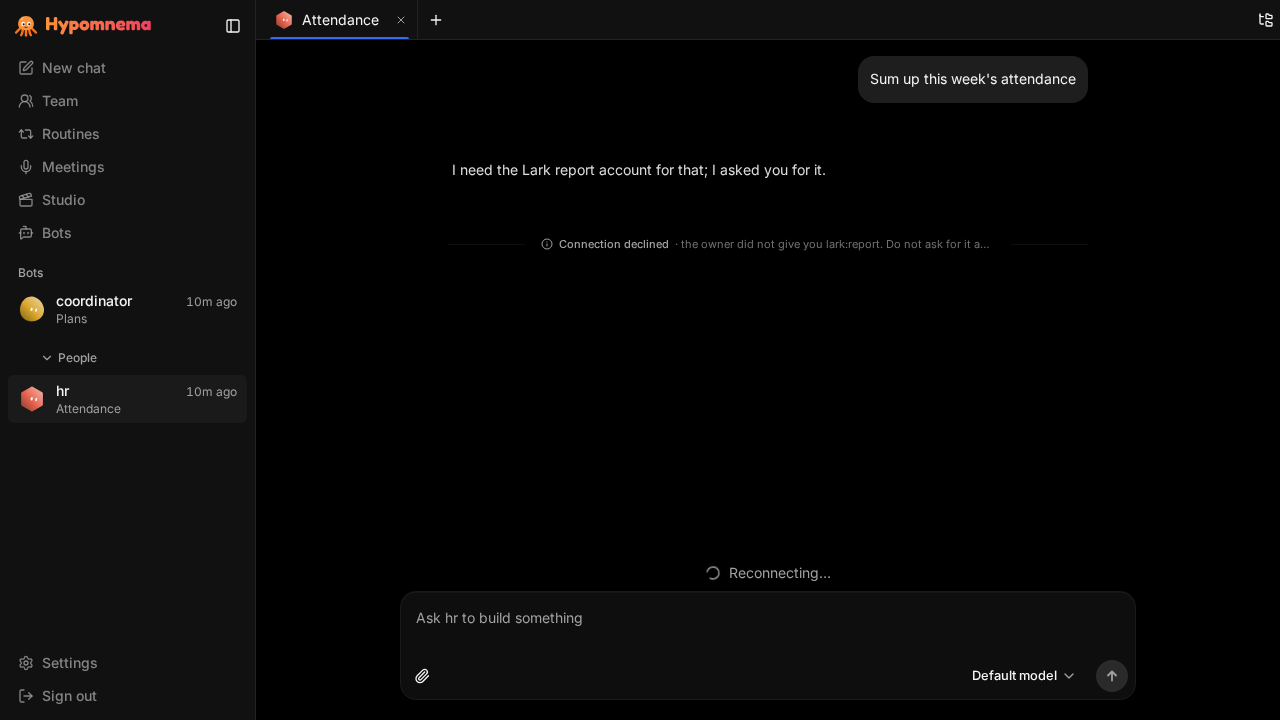 Hypomnema
New chat
Team
Routines
Meetings
Studio
Bots
Bots
coordinator
10m ago
Plans
People
hr
10m ago
Attendance
Settings
Sign out
Attendance
Sum up this week's attendance
I need the Lark report account for that; I asked you for it.
Connection declined · the owner did not give you lark:report. Do not ask for it a…
Reconnecting…
Ask hr to build something
Default model